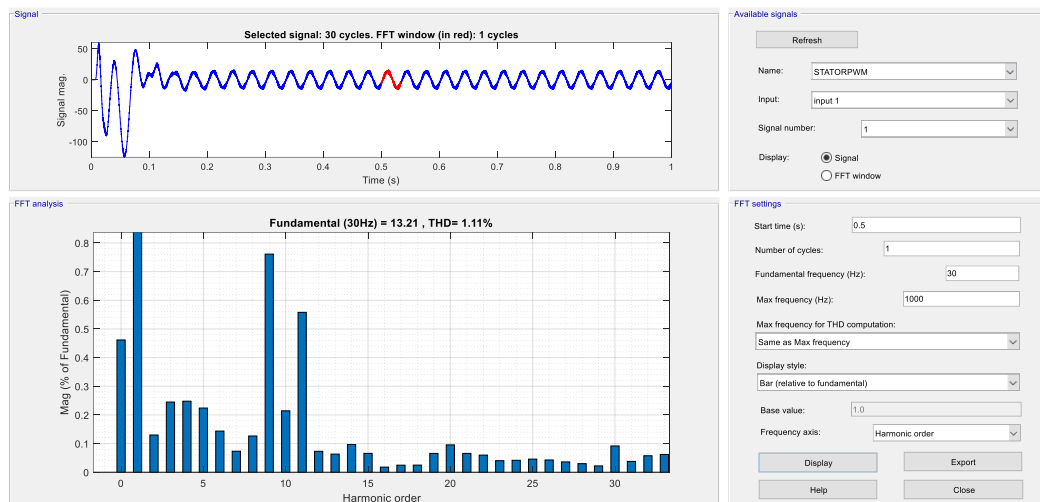 Signal
Selected signal: 30 cycles. FFT window (in red): 1 cycles
Signal mag.
50
0
-50
-100
0 0.1 0.2 0.3 0.4 0.5 0.6 0.7 0.8 0.9 1
Time (s)
FFT analysis
Fundamental (30Hz) = 13.21 , THD= 1.11%
Mag (% of Fundamental)
0.8
0.7
0.6
0.5
0.4
0.3
0.2
0.1
0
0 5 10 15 20 25 30
Harmonic order
Available signals
Refresh
Name: STATORPWM
Input: input 1
Signal number: 1
Display: Signal
FFT window
FFT settings
Start time (s): 0.5
Number of cycles: 1
Fundamental frequency (Hz): 30
Max frequency (Hz): 1000
Max frequency for THD computation:
Same as Max frequency
Display style:
Bar (relative to fundamental)
Base value: 1.0
Frequency axis: Harmonic order
Display Export
Help Close